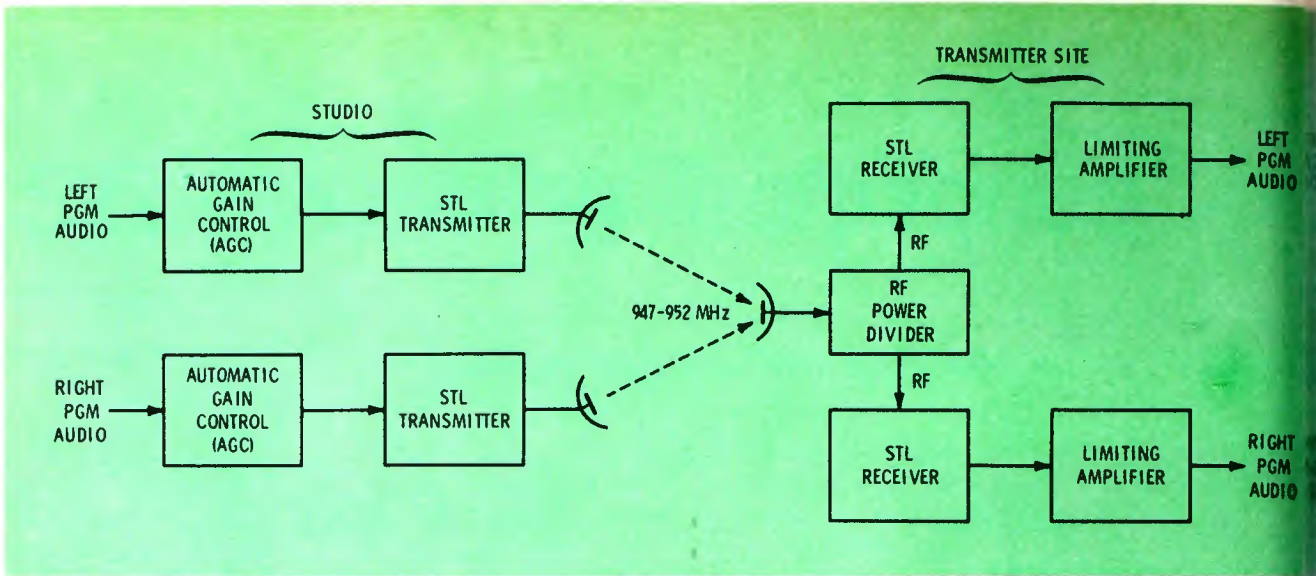 STUDIO
LEFT
PGM
AUDIO
AUTOMATIC
GAIN
CONTROL
(AGC)
STL
TRANSMITTER
RIGHT
PGM
AUDIO
AUTOMATIC
GAIN
CONTROL
(AGC)
STL
TRANSMITTER
947-952 MHz
TRANSMITTER SITE
STL
RECEIVER
LIMITING
AMPLIFIER
LEFT
PGM
AUDIO
RF
RF
POWER
DIVIDER
RF
STL
RECEIVER
LIMITING
AMPLIFIER
RIGHT
PGM
AUDIO